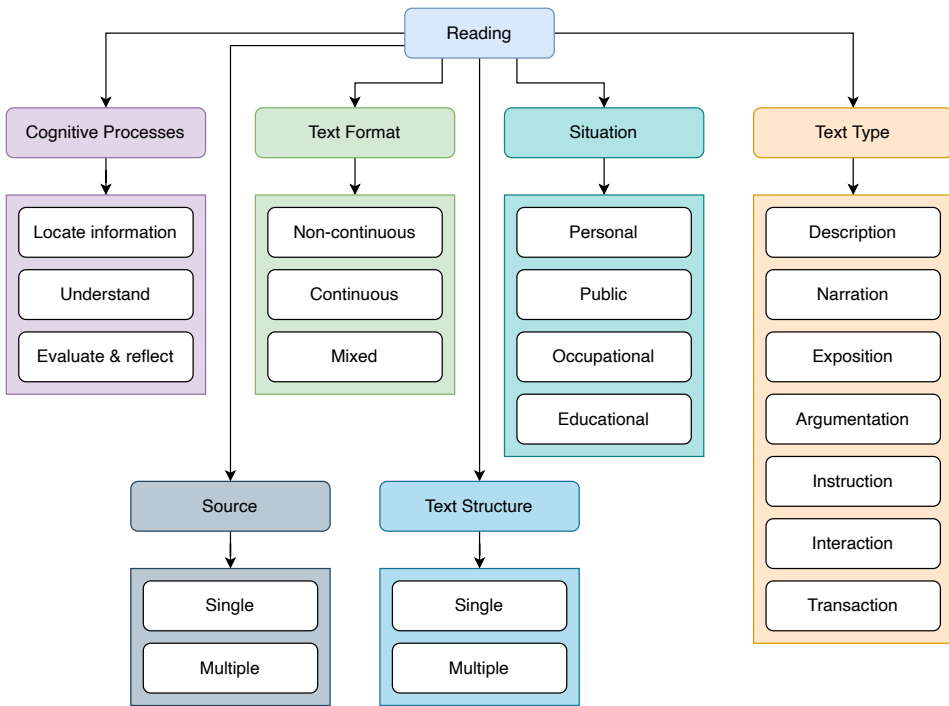 Reading
Cognitive Processes
Locate information
Understand
Evaluate & reflect
Text Format
Non-continuous
Continuous
Mixed
Situation
Personal
Public
Occupational
Educational
Text Type
Description
Narration
Exposition
Argumentation
Instruction
Interaction
Transaction
Source
Single
Multiple
Text Structure
Single
Multiple